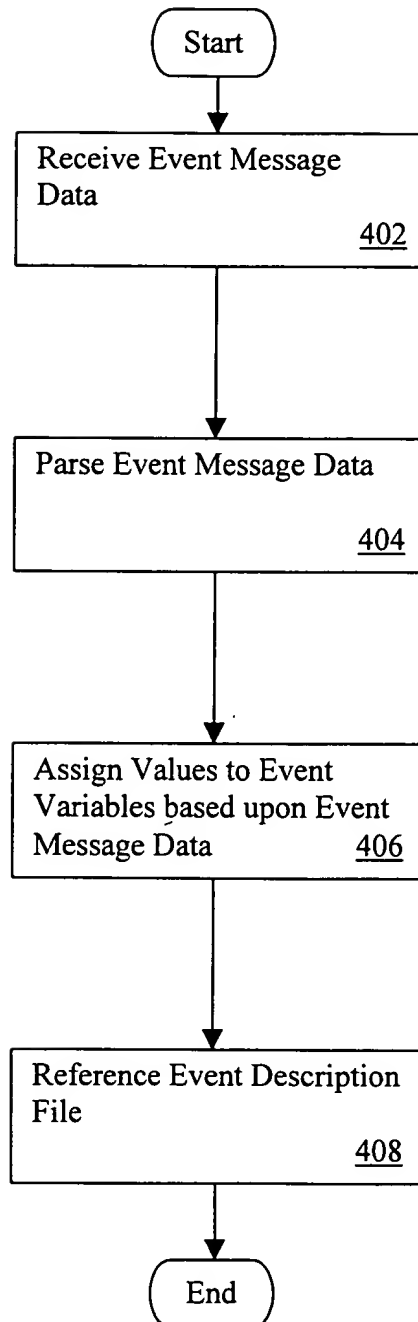 Start
Receive Event Message
Data
402
Parse Event Message Data
404
Assign Values to Event
Variables based upon Event
Message Data 406
Reference Event Description
File
408
End